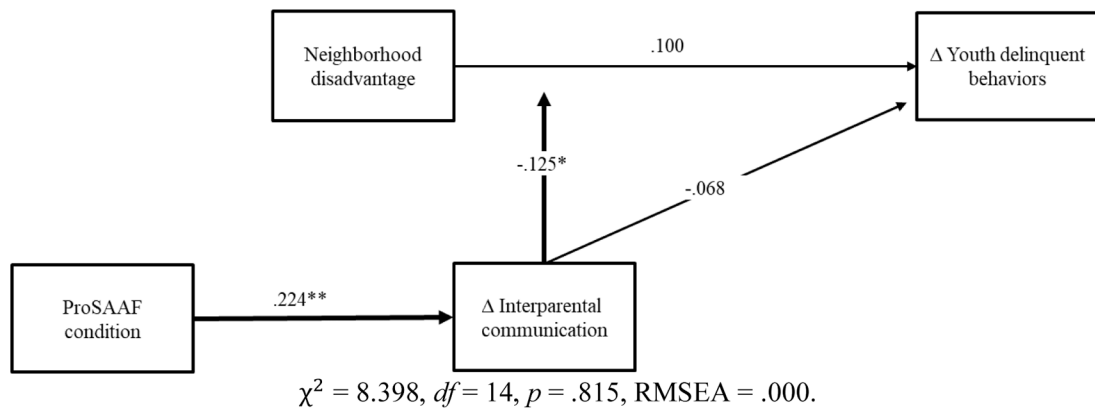 Neighborhood
disadvantage
.100
Δ Youth delinquent
behaviors
-.125*
-.068
ProSAAF
condition
.224**
Δ Interparental
communication
χ² = 8.398, df = 14, p = .815, RMSEA = .000.